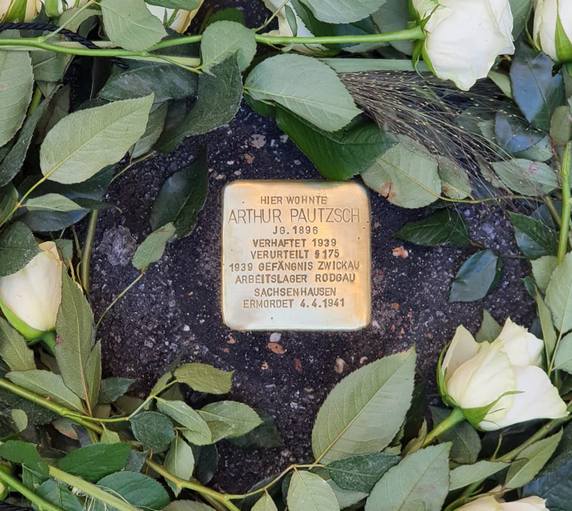 HIER WOHNTE
ARTHUR PAUTZSCH
JG. 1896
VERHAFTET 1939
VERURTEILT §175
1939 GEFÄNGNIS ZWICKAU
ARBEITSLAGER RODGAU
SACHSENHAUSEN
ERMORDET 4.4.1941